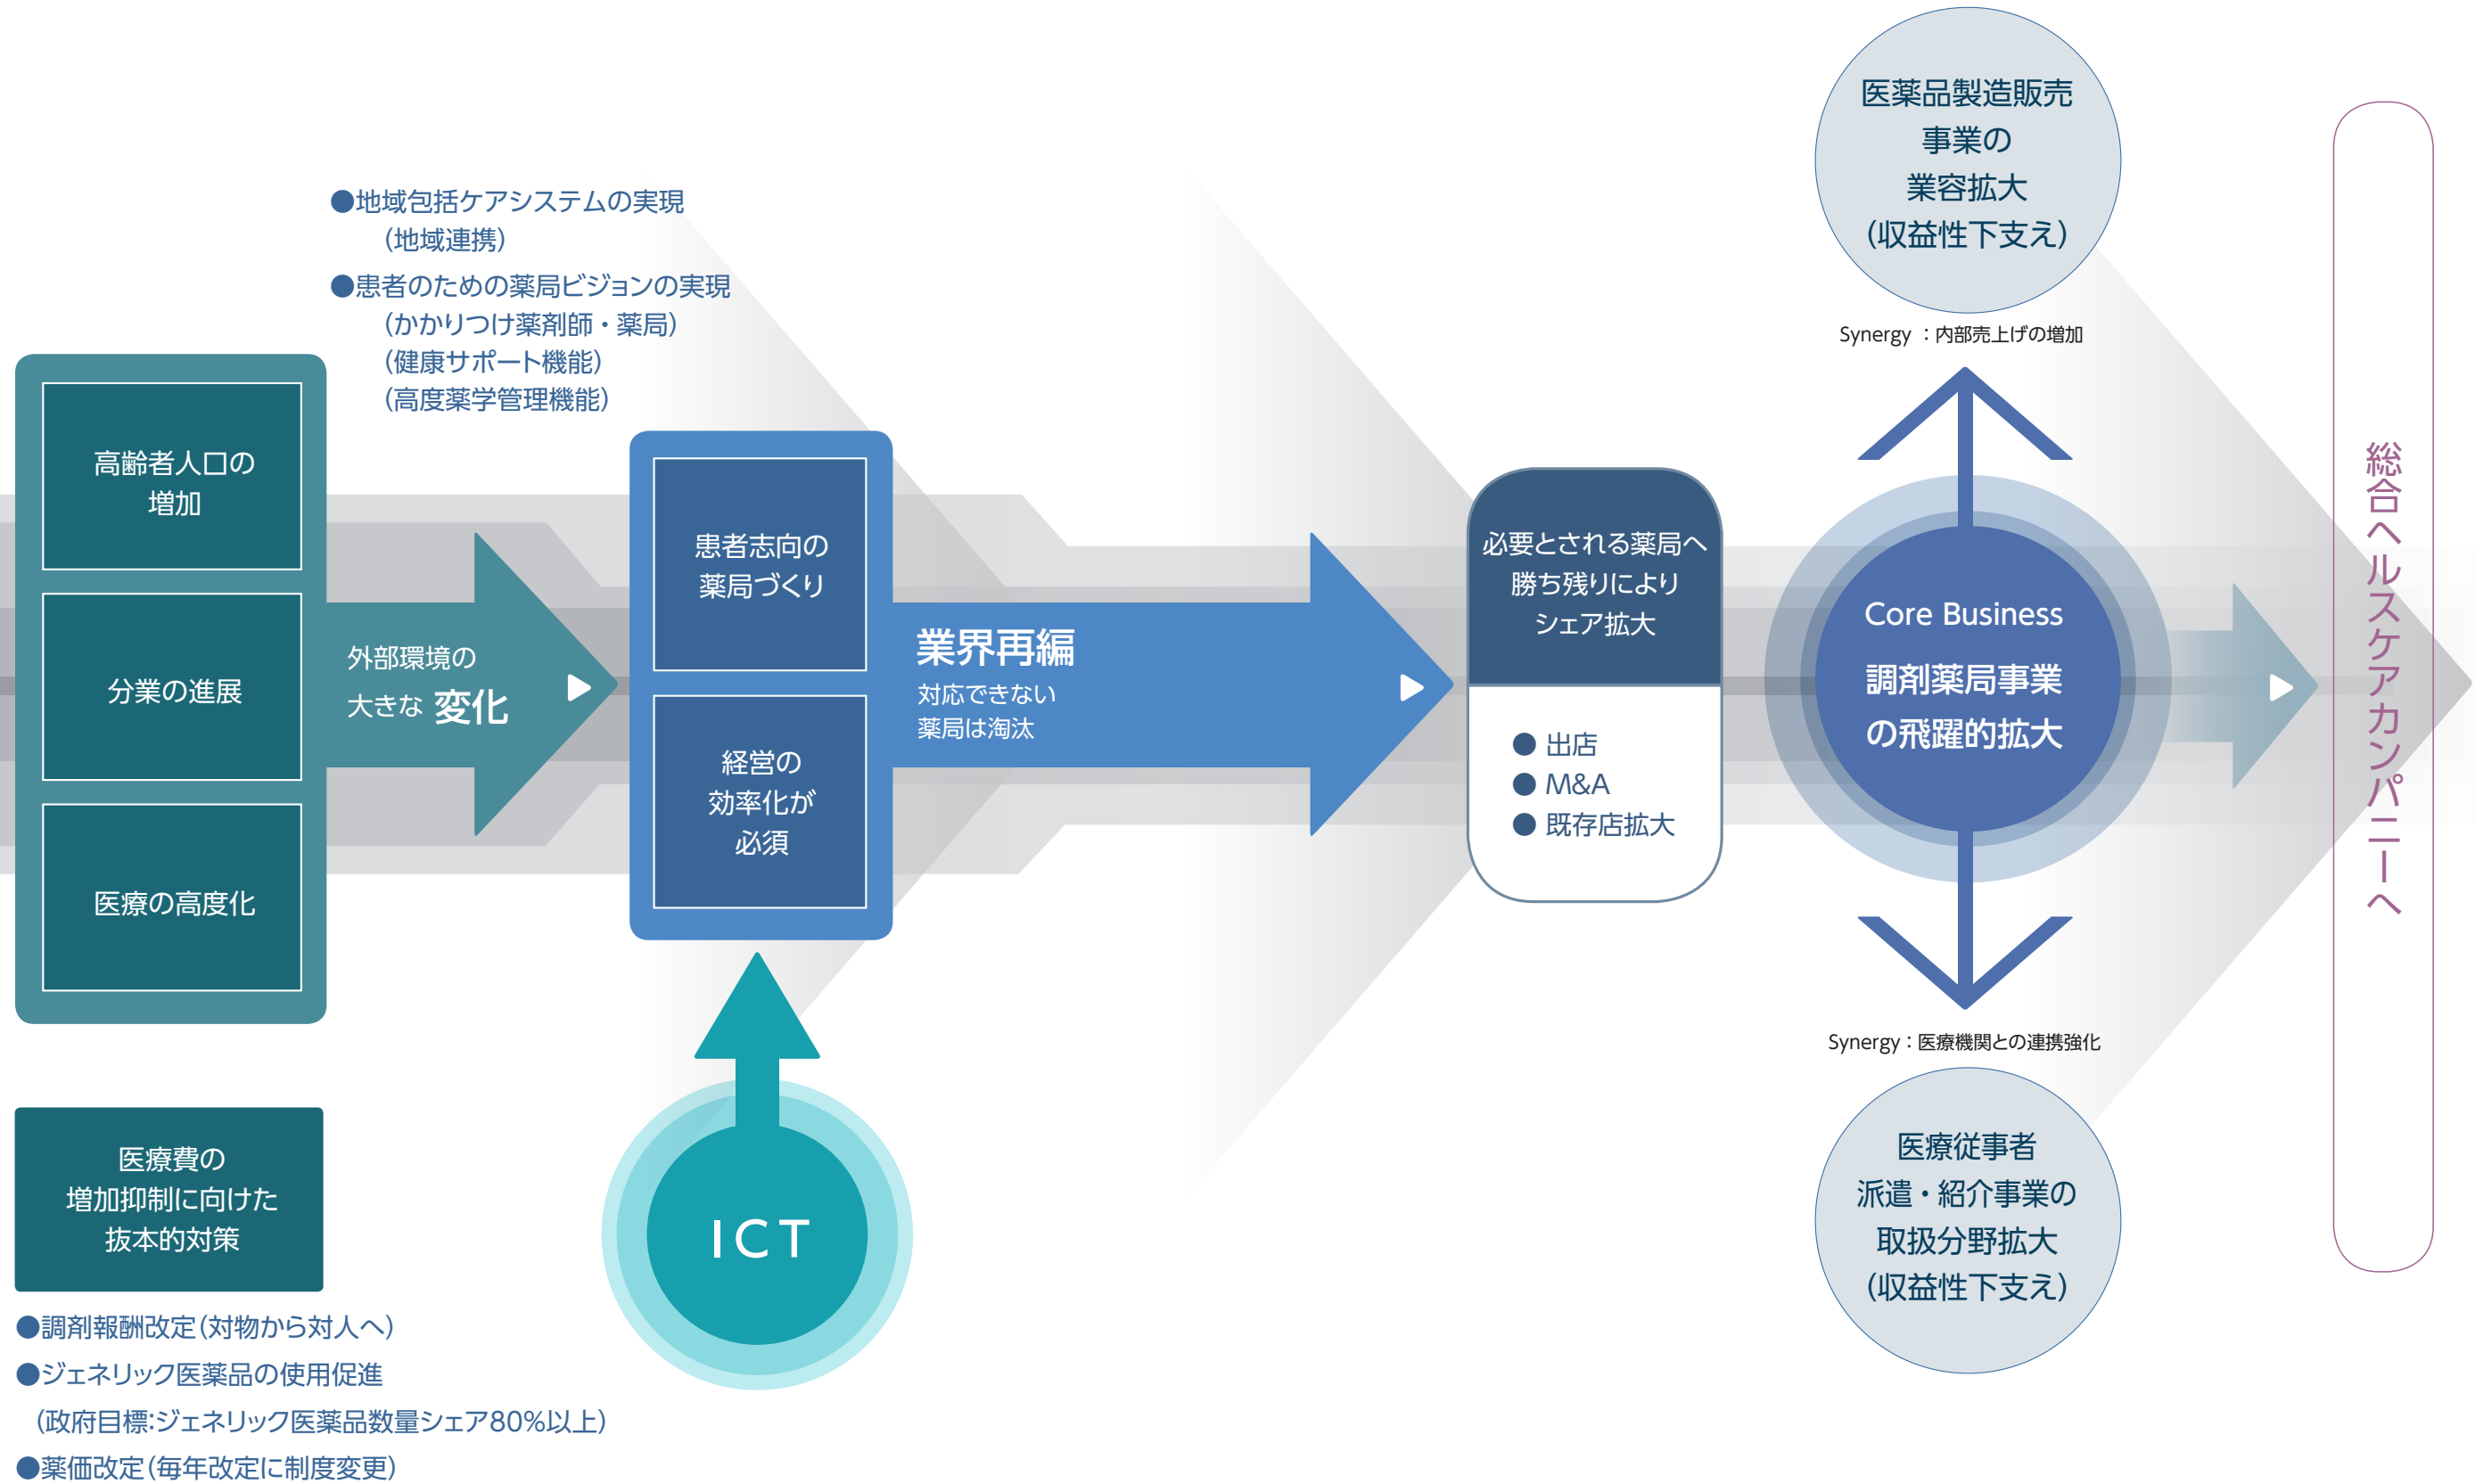 ●地域包括ケアシステムの実現
（地域連携）
●患者のための薬局ビジョンの実現
（かかりつけ薬剤師・薬局）
（健康サポート機能）
（高度薬学管理機能）
高齢者人口の
増加
分業の進展
医療の高度化
外部環境の
大きな 変化
医療費の
増加抑制に向けた
抜本的対策
●調剤報酬改定（対物から対人へ）
●ジェネリック医薬品の使用促進
（政府目標:ジェネリック医薬品数量シェア80%以上）
●薬価改定（毎年改定に制度変更）
患者志向の
薬局づくり
経営の
効率化が
必須
ICT
業界再編
対応できない
薬局は淘汰
必要とされる薬局へ
勝ち残りにより
シェア拡大
● 出店
● M&A
● 既存店拡大
医薬品製造販売
事業の
業容拡大
（収益性下支え）
Synergy ：内部売上げの増加
Core Business
調剤薬局事業
の飛躍的拡大
Synergy：医療機関との連携強化
医療従事者
派遣・紹介事業の
取扱分野拡大
（収益性下支え）
総合ヘルスケアカンパニーへ